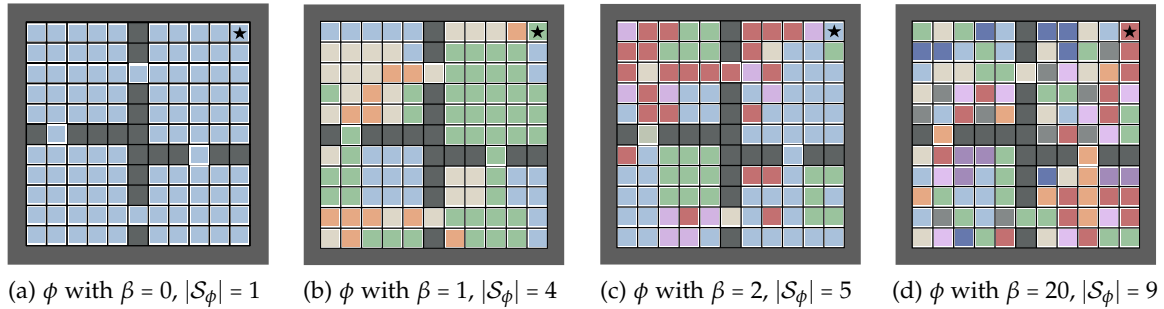 (a) ϕ with β = 0, |𝒮ϕ| = 1
(b) ϕ with β = 1, |𝒮ϕ| = 4
(c) ϕ with β = 2, |𝒮ϕ| = 5
(d) ϕ with β = 20, |𝒮ϕ| = 9